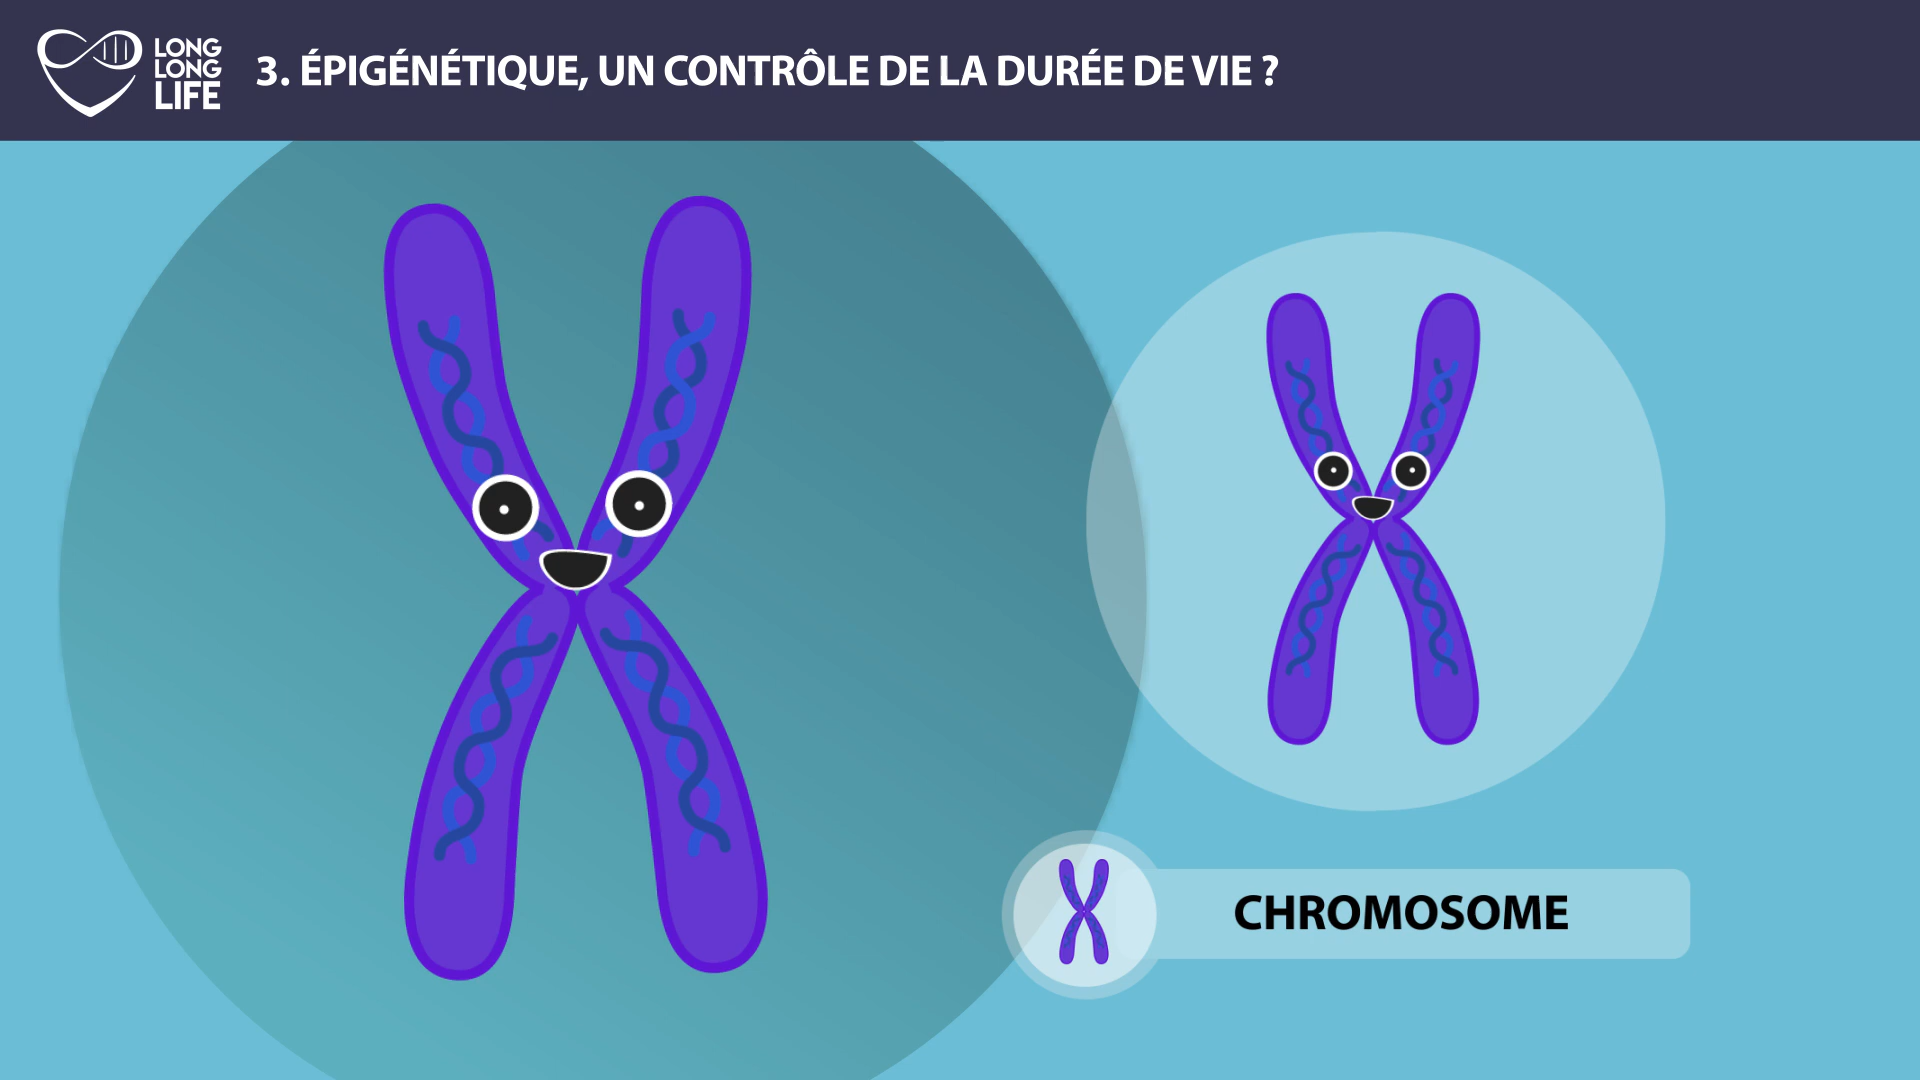 LONG
LONG
LIFE
3. ÉPIGÉNÉTIQUE, UN CONTRÔLE DE LA DURÉE DE VIE ?
CHROMOSOME